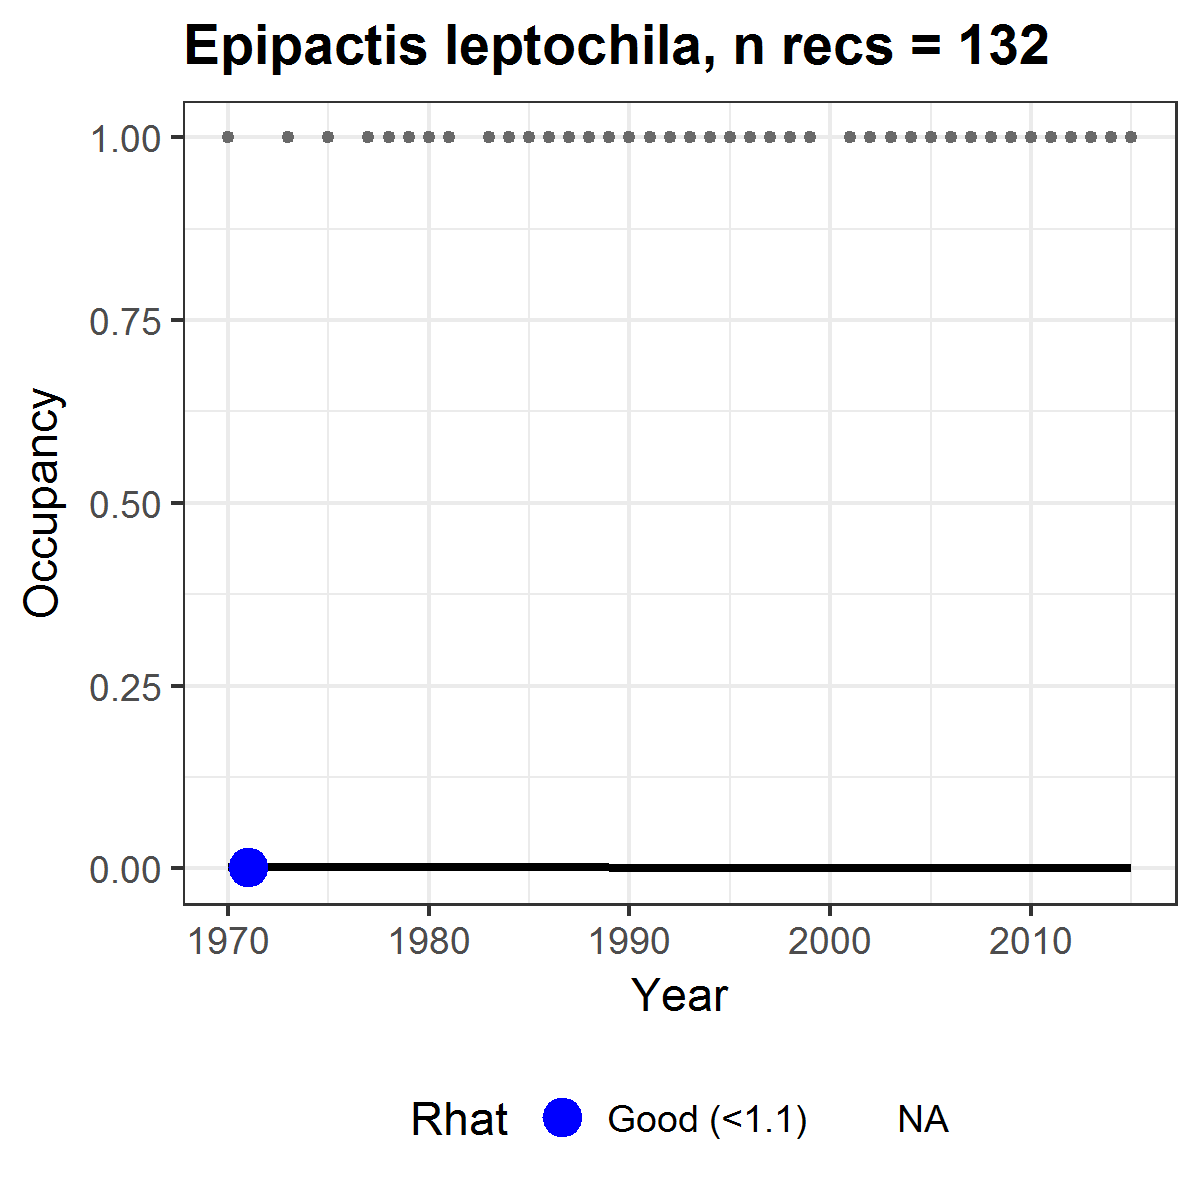 Epipactis leptochila, n recs = 132
1.00
0.75
0.50
0.25
0.00
Occupancy
1970 1980 1990 2000 2010
Year
Rhat Good (<1.1) NA